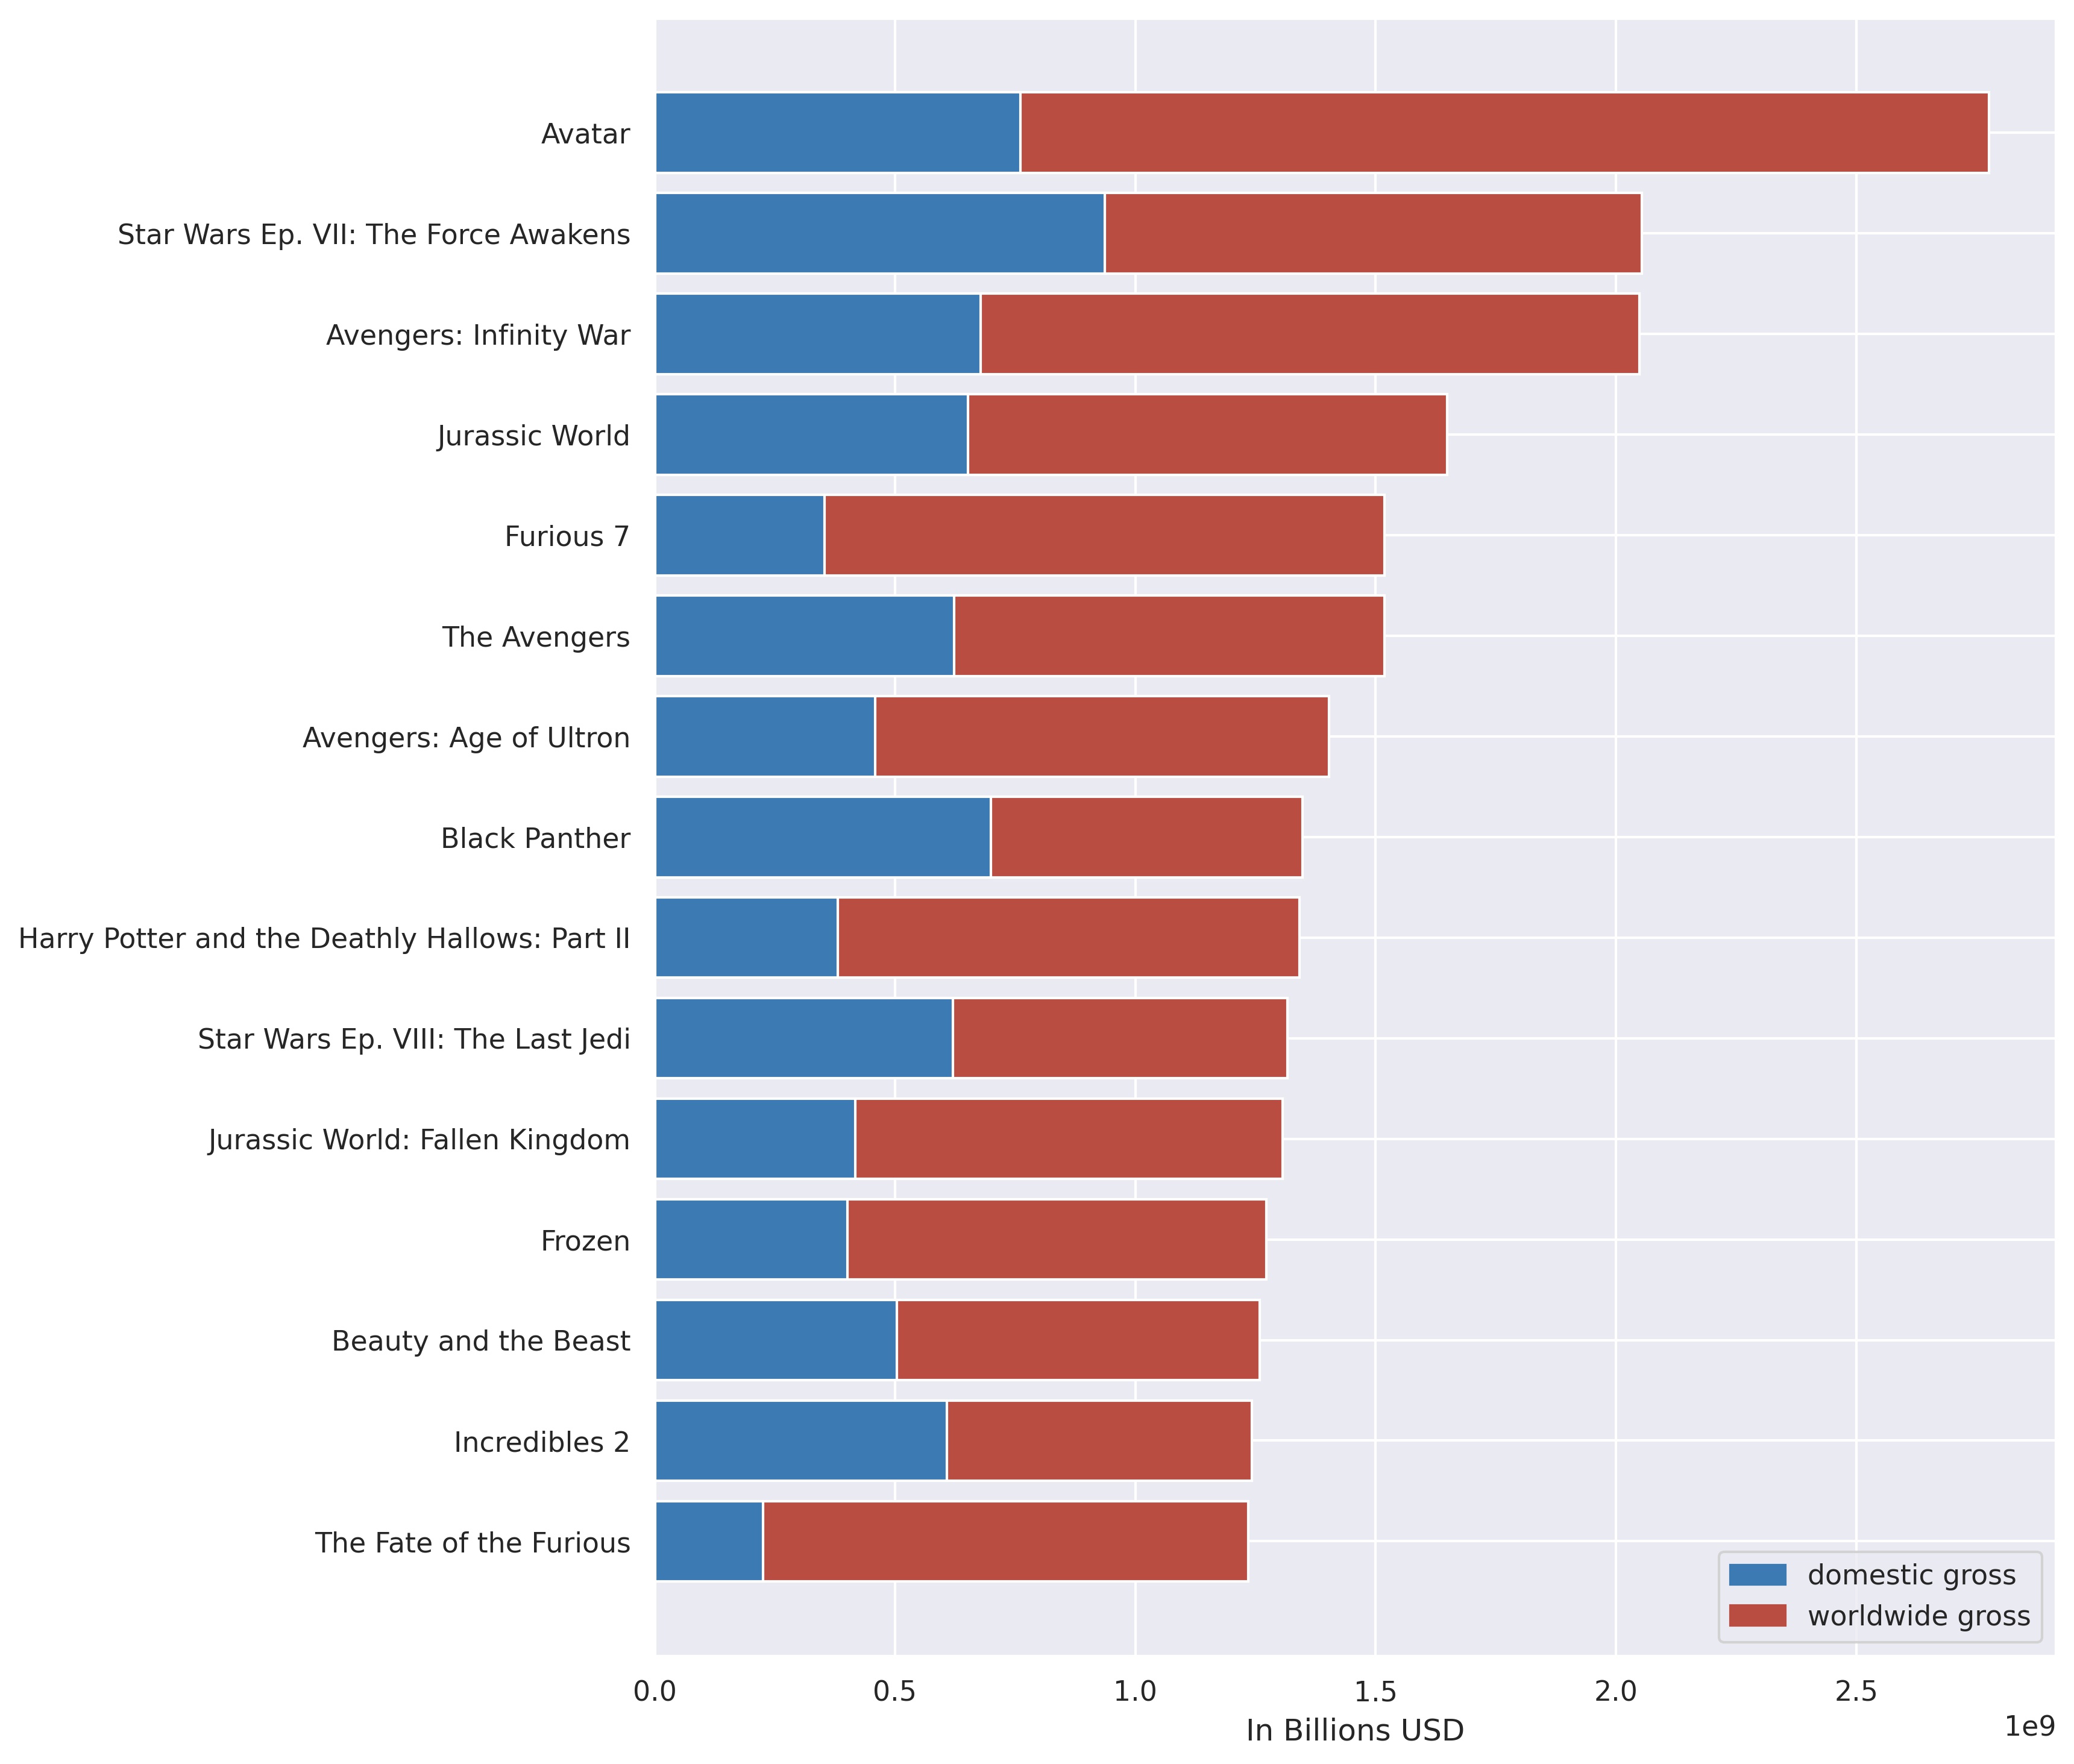 Avatar
Star Wars Ep. VII: The Force Awakens
Avengers: Infinity War
Jurassic World
Furious 7
The Avengers
Avengers: Age of Ultron
Black Panther
Harry Potter and the Deathly Hallows: Part II
Star Wars Ep. VIII: The Last Jedi
Jurassic World: Fallen Kingdom
Frozen
Beauty and the Beast
Incredibles 2
The Fate of the Furious
domestic gross
worldwide gross
0.0 0.5 1.0 1.5 2.0 2.5
In Billions USD
1e9